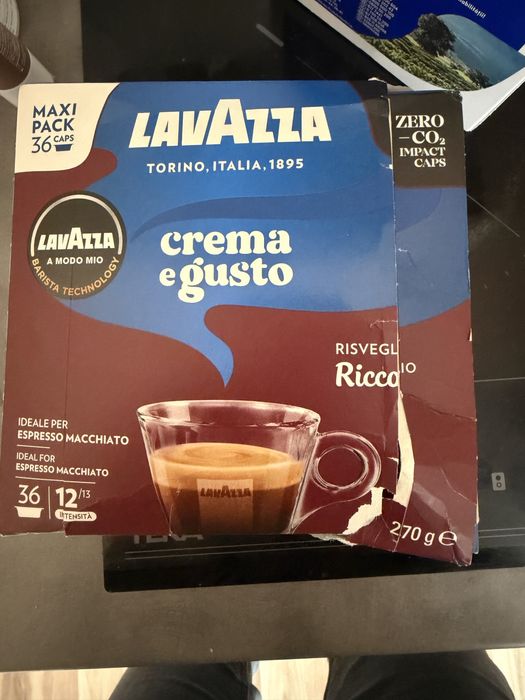 MAXI
PACK
36 CAPS
LAVAZZA
TORINO, ITALIA, 1895
ZERO
–CO₂
IMPACT
CAPS
LAVAZZA
A MODO MIO
BARISTA TECHNOLOGY
crema
e gusto
RISVEGLIO
Ricco
IDEALE PER
ESPRESSO MACCHIATO
IDEAL FOR
ESPRESSO MACCHIATO
36
12/13
INTENSITÀ
LAVAZZA
270 g ℮